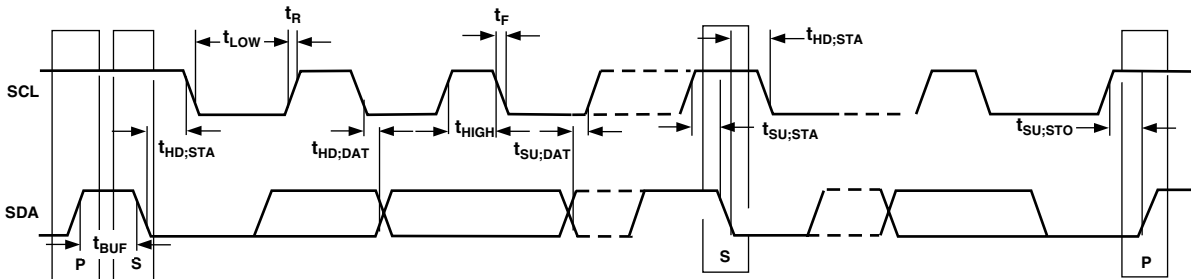 tR
tF
tLOW
tHD;STA
SCL
tHD;STA
tHD;DAT
tHIGH
tSU;DAT
tSU;STA
tSU;STO
SDA
tBUF
P
S
S
P